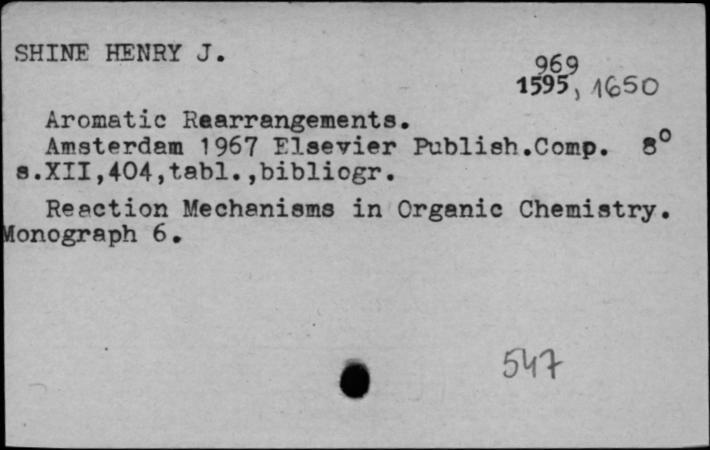 SHINE HENRY J.
969
1595, 1650
Aromatic Rearrangements.
Amsterdam 1967 Elsevier Publish.Comp. 8°
s.XII,404,tabl.,bibliogr.
Reaction Mechanisms in Organic Chemistry.
Monograph 6.
547